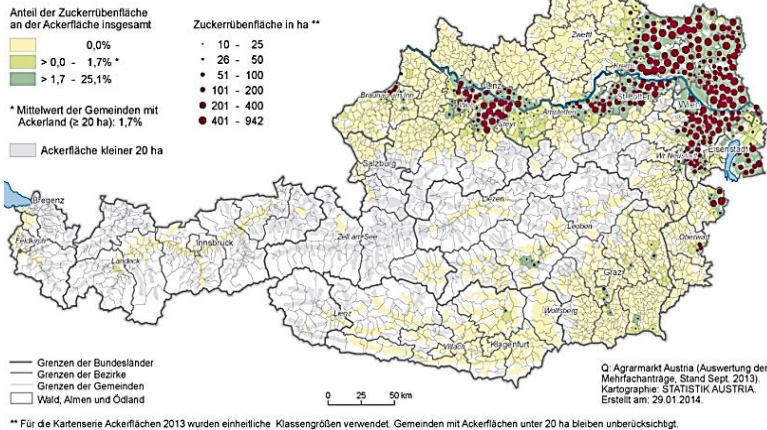 Anteil der Zuckerrübenfläche
an der Ackerfläche insgesamt
0,0%
> 0,0 - 1,7% *
> 1,7 - 25,1%
* Mittelwert der Gemeinden mit
Ackerland (≥ 20 ha): 1,7%
Ackerfläche kleiner 20 ha
Zuckerrübenfläche in ha **
10 - 25
26 - 50
51 - 100
101 - 200
201 - 400
401 - 942
Zwettl
Krems
Linz
Braunau am Inn
Wels
Steyr
Amstetten
St.Pölten
Wien
Eisenstadt
Wr.Neustadt
Salzburg
Bregenz
Feldkirch
Landeck
Innsbruck
Zell am See
Liezen
Leoben
Oberwart
Graz
Lienz
Wolfsberg
Villach
Klagenfurt
Grenzen der Bundesländer
Grenzen der Bezirke
Grenzen der Gemeinden
Wald, Almen und Ödland
0 25 50 km
Q: Agrarmarkt Austria (Auswertung der
Mehrfachanträge, Stand Sept. 2013).
Kartographie: STATISTIK AUSTRIA.
Erstellt am: 29.01.2014.
** Für die Kartenserie Ackerflächen 2013 wurden einheitliche Klassengrößen verwendet. Gemeinden mit Ackerflächen unter 20 ha bleiben unberücksichtigt.